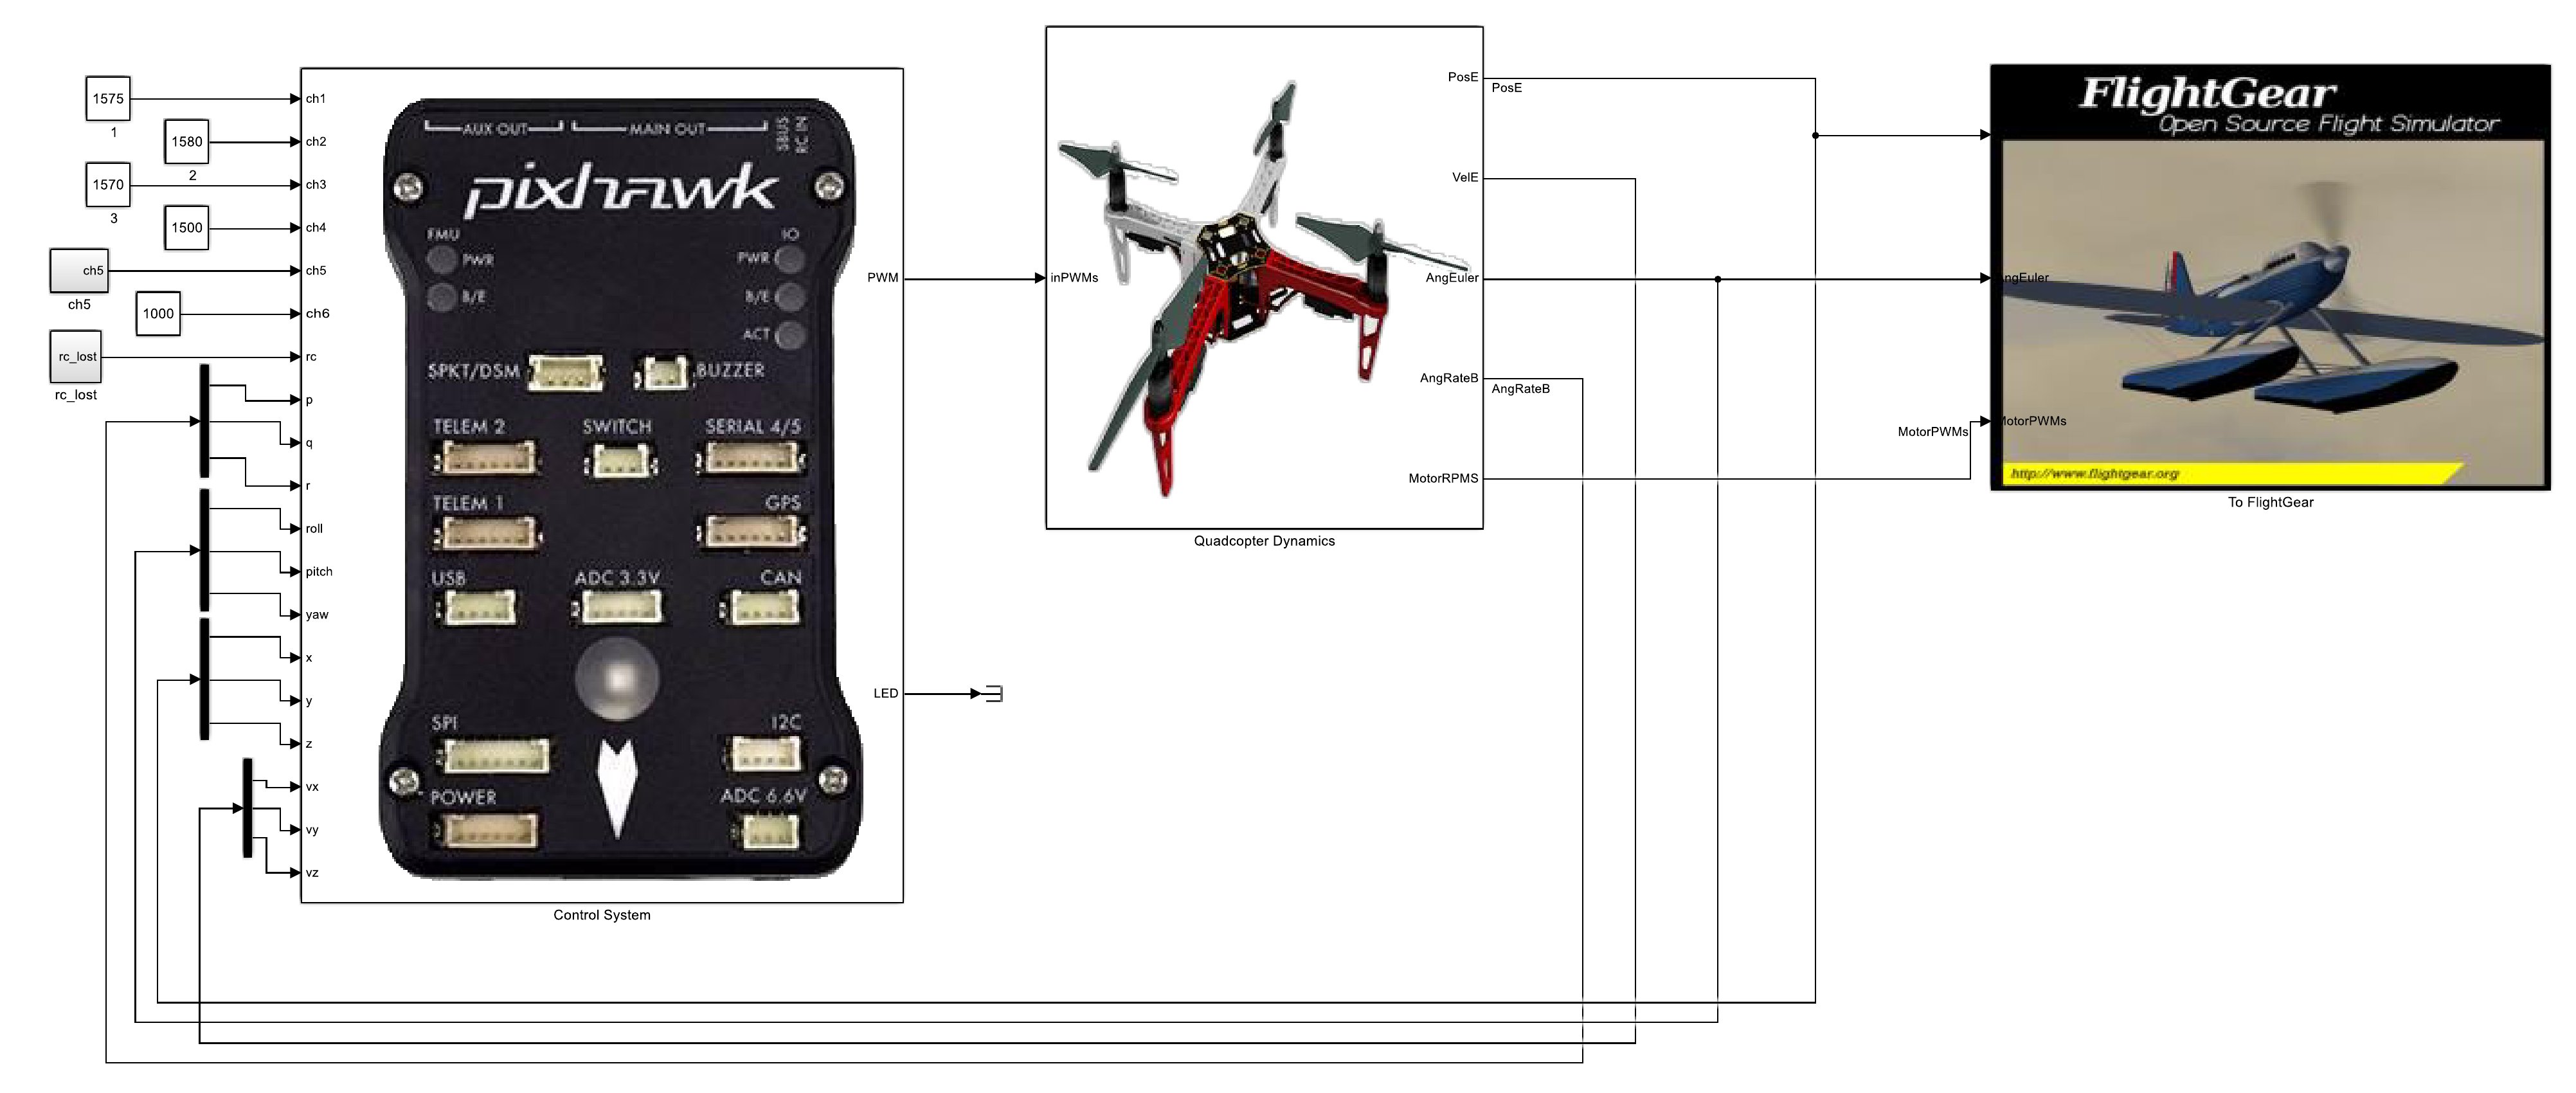 1575
1
1580
2
1570
3
1500
ch5
ch5
1000
rc_lost
rc_lost
ch1
ch2
ch3
ch4
ch5
ch6
rc
p
q
r
roll
pitch
yaw
x
y
z
vx
vy
vz
AUX OUT
MAIN OUT
SBUS
RC IN
pixhawk
FMU
IO
PWR
PWR
B/E
B/E
ACT
SPKT/DSM
BUZZER
TELEM 2
SWITCH
SERIAL 4/5
TELEM 1
GPS
USB
ADC 3.3V
CAN
SPI
I2C
POWER
ADC 6.6V
PWM
LED
Control System
inPWMs
PosE
PosE
VelE
AngEuler
AngRateB
AngRateB
MotorRPMS
Quadcopter Dynamics
MotorPWMs
FlightGear
Open Source Flight Simulator
AngEuler
MotorPWMs
http://www.flightgear.org
To FlightGear